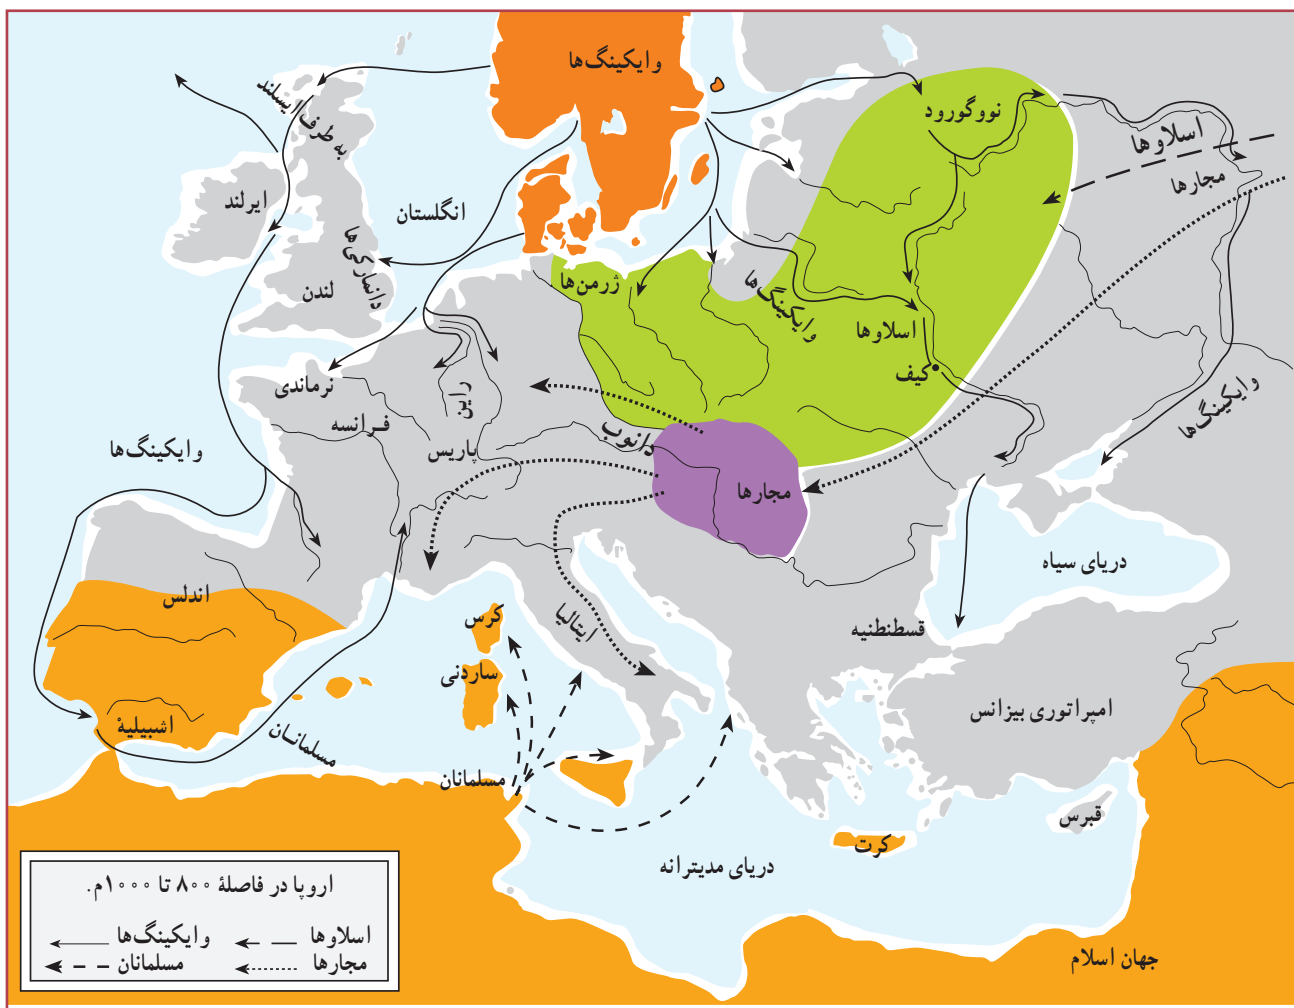 وایکینگ‌ها
نووگورود
اسلاوها
مجارها
به طرف ایسلند
ایرلند
انگلستان
دانمارکی‌ها
لندن
ژرمن‌ها
وایکینگ‌ها
اسلاوها
کیف
وایکینگ‌ها
نرماندی
فرانسه
راین
پاریس
دانوب
وایکینگ‌ها
مجارها
دریای سیاه
اندلس
کرس
ایتالیا
قسطنطنیه
ساردنی
اشبیلیهٔ
مسلمانان
مسلمانان
امپراتوری بیزانس
قبرس
کرت
دریای مدیترانه
جهان اسلام
اروپا در فاصلهٔ ۸۰۰ تا ۱۰۰۰م.
اسلاوها
وایکینگ‌ها
مجارها
مسلمانان